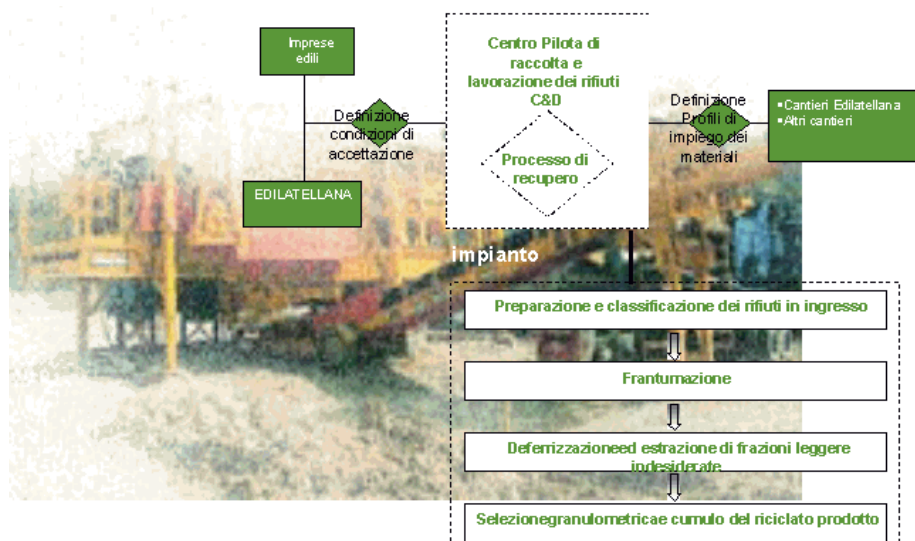 Imprese
edili
Definizione
condizioni di
accettazione
EDILATELLANA
Centro Pilota di
raccolta e
lavorazione dei rifiuti
C&D
Processo di
recupero
Definizione
Profili di
impiego dei
materiali
▪Cantieri Edilatellana
▪Altri cantieri
impianto
Preparazione e classificazione dei rifiuti in ingresso
Frantumazione
Deferrizzazioneed estrazione di frazioni leggere
indesiderate
Selezionegranulometricae cumulo del riciclato prodotto